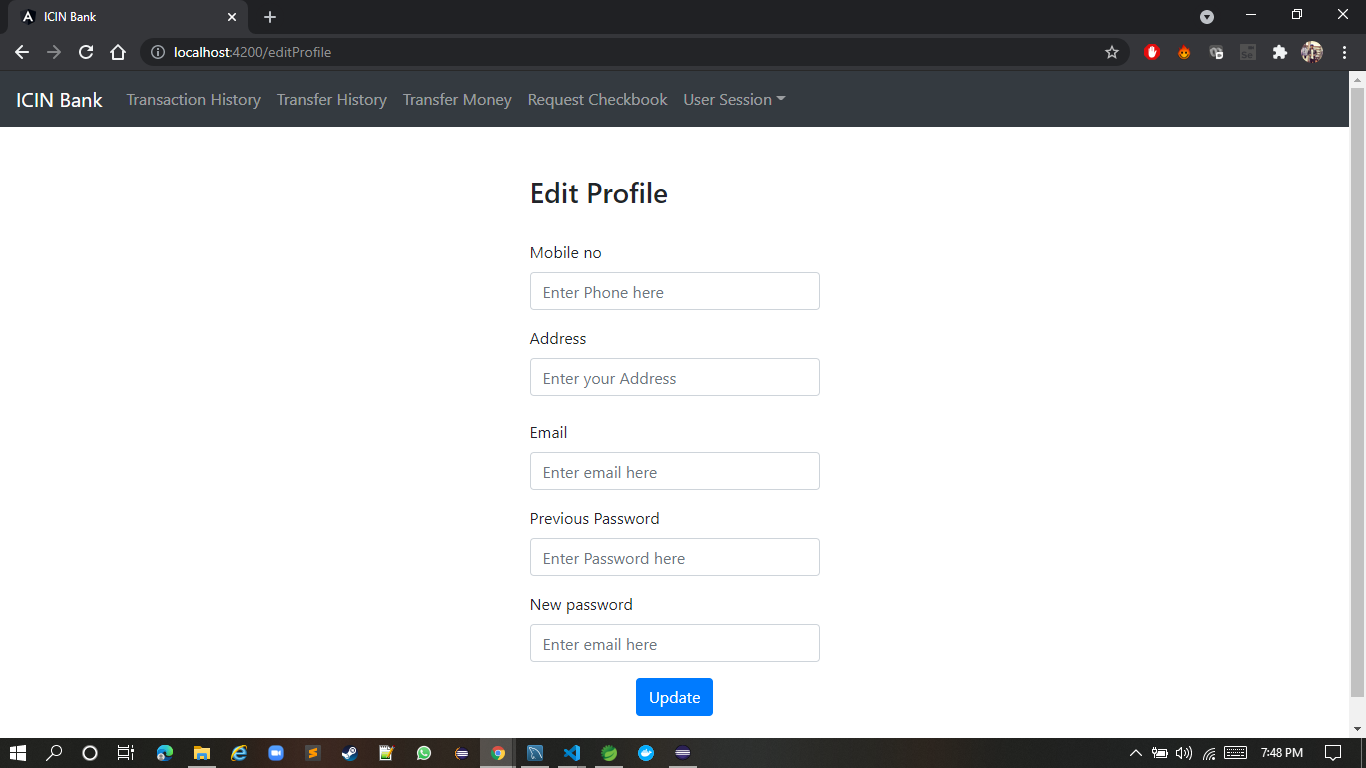 ICIN Bank
localhost:4200/editProfile
ICIN Bank Transaction History Transfer History Transfer Money Request Checkbook User Session
Edit Profile
Mobile no
Enter Phone here
Address
Enter your Address
Email
Enter email here
Previous Password
Enter Password here
New password
Enter email here
Update
7:48 PM